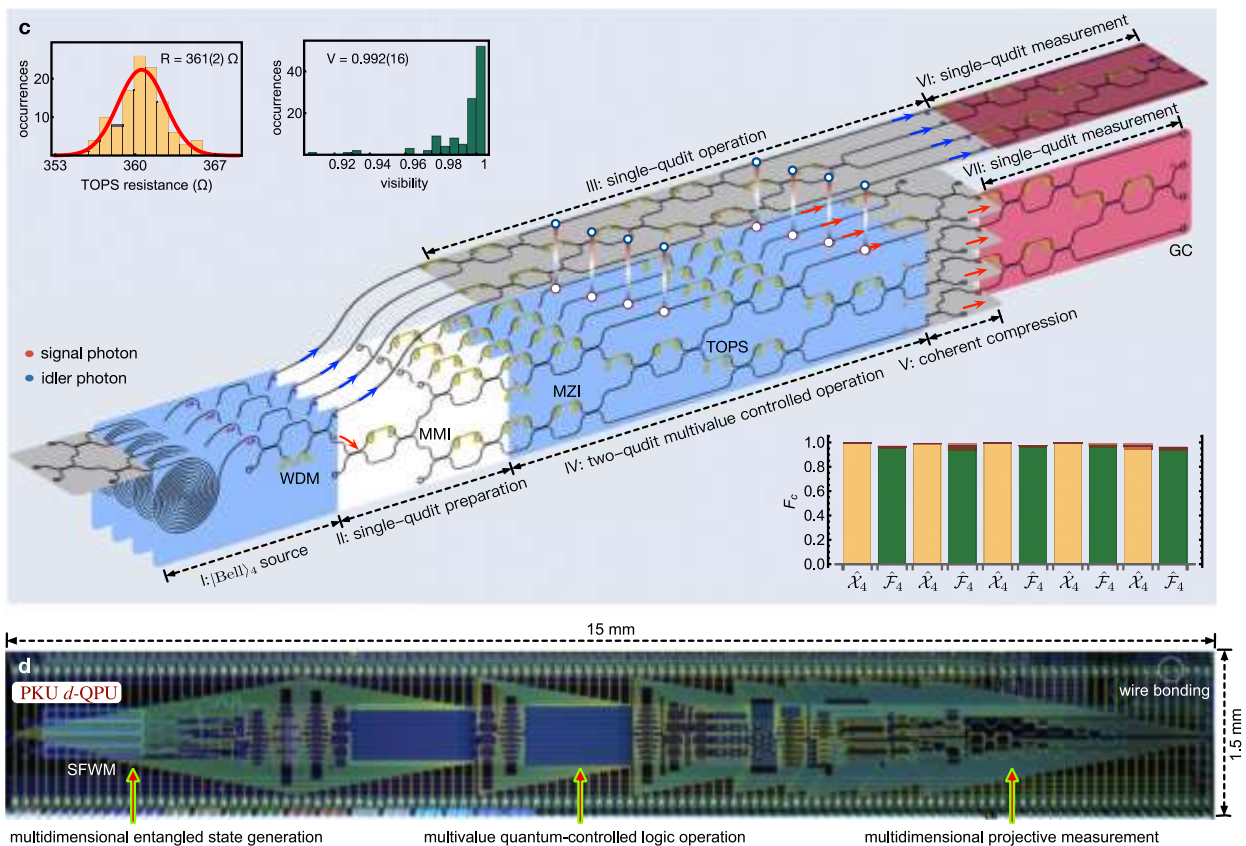 c
R = 361(2) Ω
occurrences
20
10
353
360
367
TOPS resistance (Ω)
V = 0.992(16)
occurrences
40
20
0.92
0.94
0.96
0.98
1
visibility
VI: single-qudit measurement
III: single-qudit operation
VII: single-qudit measurement
GC
signal photon
idler photon
TOPS
MZI
MMI
WDM
V: coherent compression
IV: two-qudit multivalue controlled operation
II: single-qudit preparation
I:|Bell⟩₄ source
F_c
1.0
0.8
0.6
0.4
0.2
0.0
X̂₄ F̂₄ X̂₄ F̂₄ X̂₄ F̂₄ X̂₄ F̂₄ X̂₄ F̂₄
15 mm
d
PKU d-QPU
wire bonding
1.5 mm
SFWM
multidimensional entangled state generation
multivalue quantum-controlled logic operation
multidimensional projective measurement